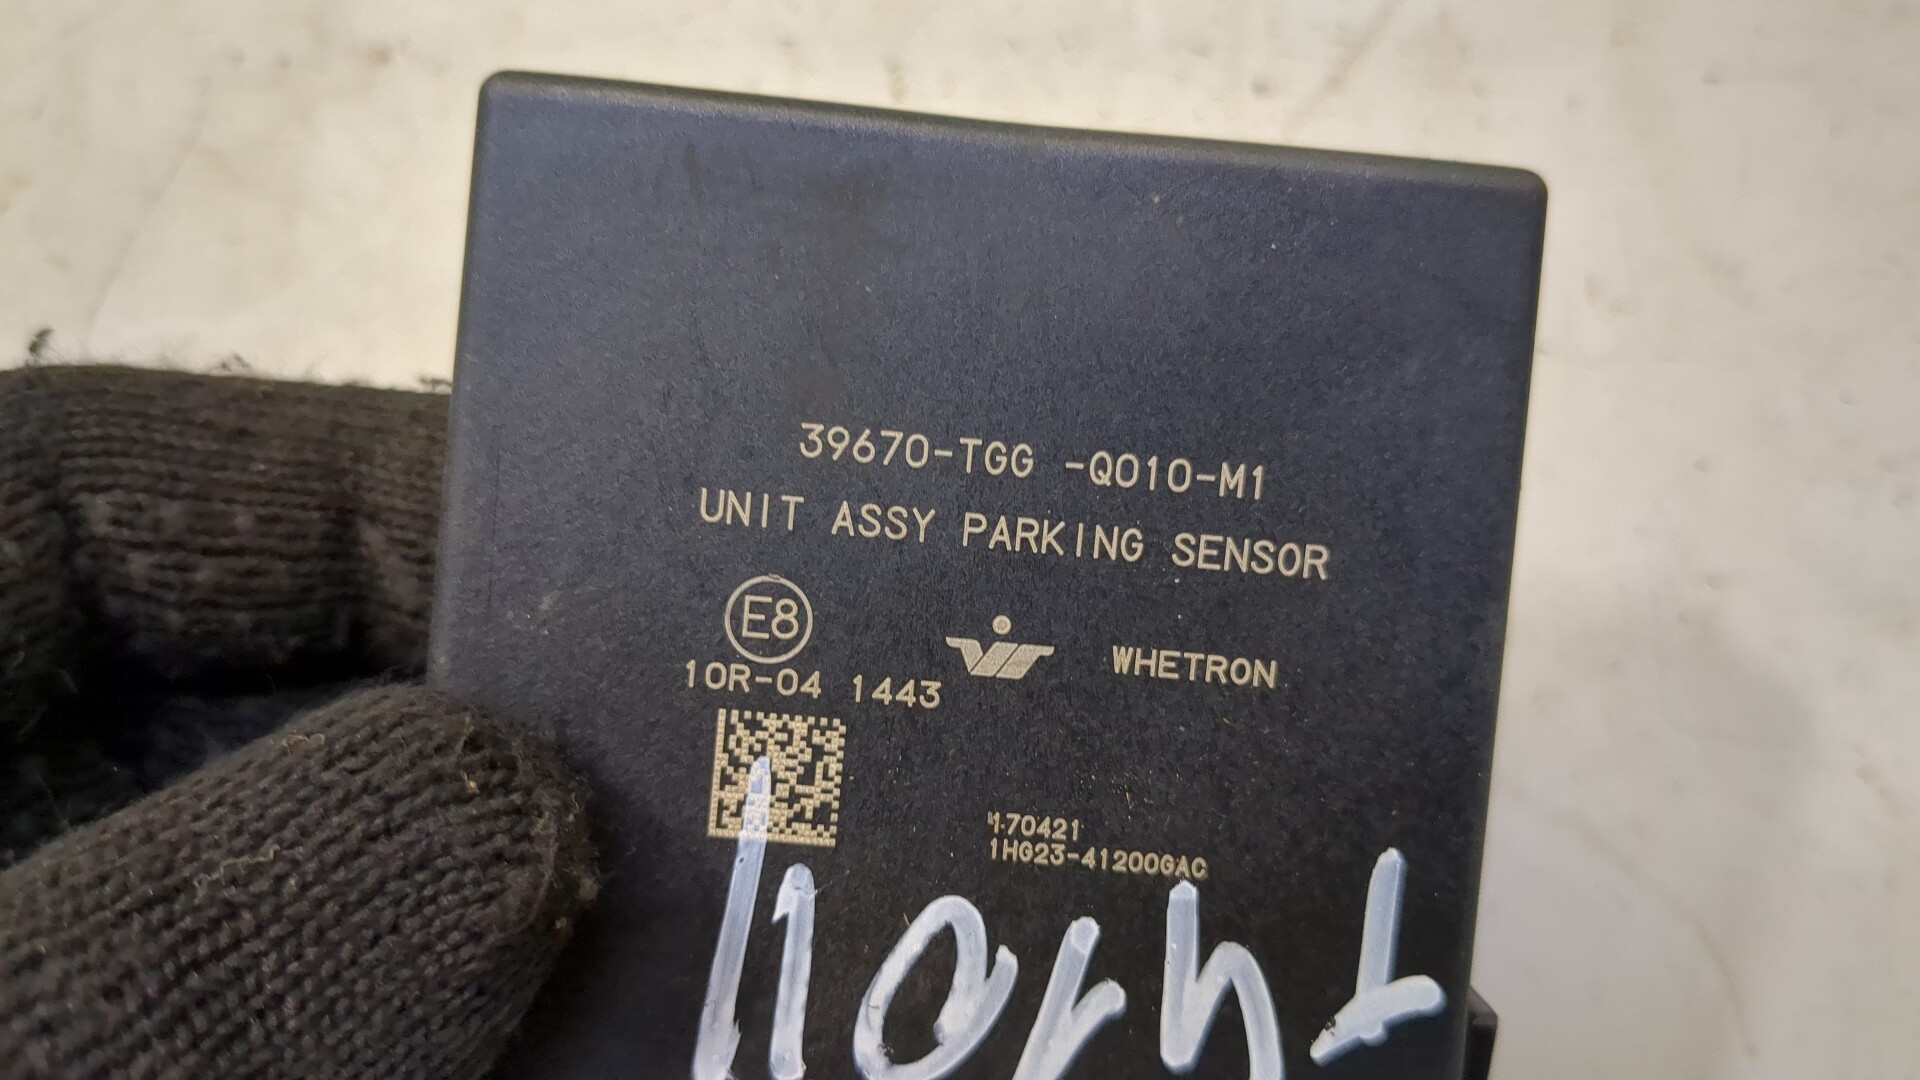 39670-TGG -Q010-M1
UNIT ASSY PARKING SENSOR
E8
10R-04 1443
WHETRON
170421
1HG23-41200GAC